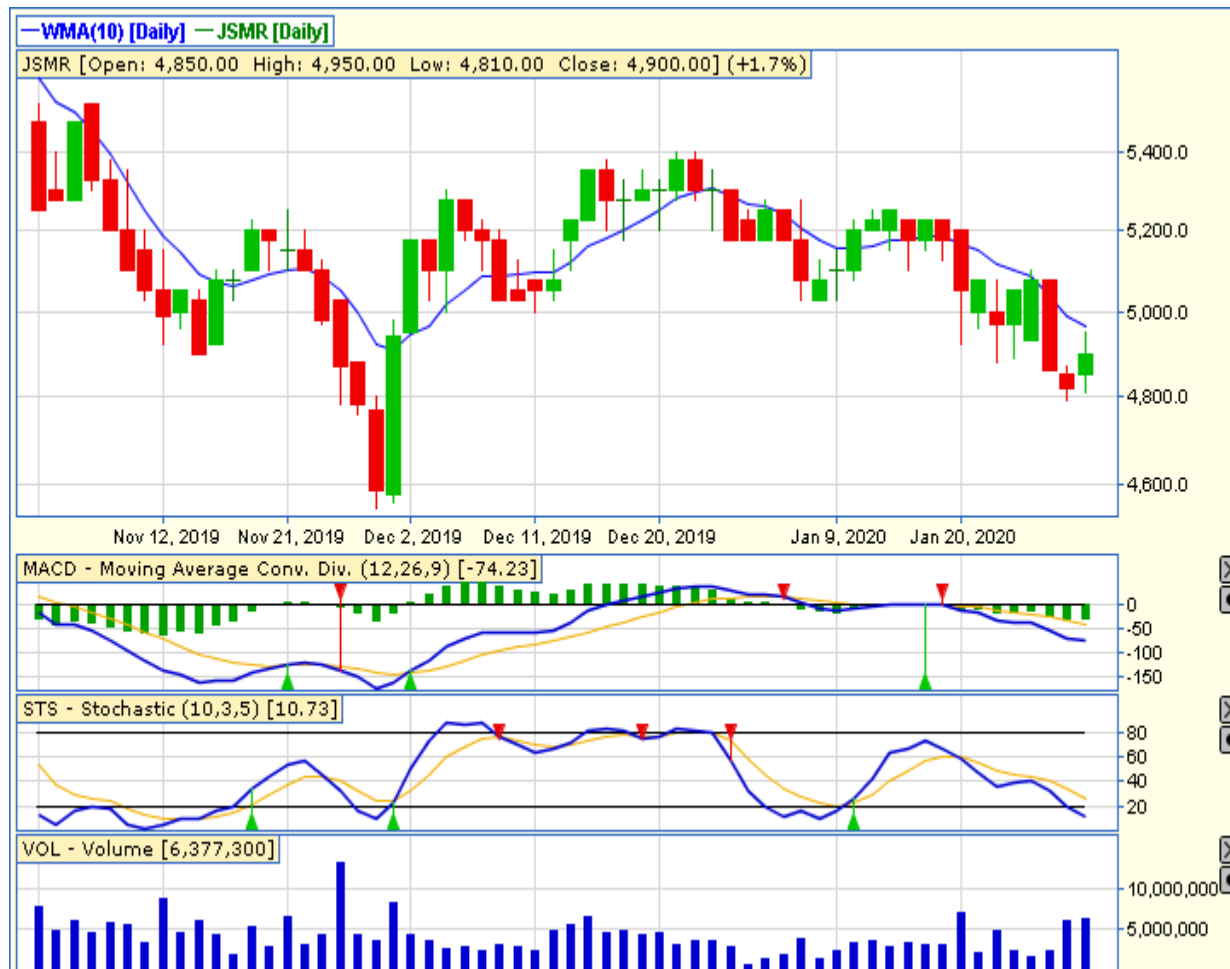 WMA(10) [Daily] JSMR [Daily]
JSMR [Open: 4,850.00 High: 4,950.00 Low: 4,810.00 Close: 4,900.00] (+1.7%)
5,400.0
5,200.0
5,000.0
4,800.0
4,600.0
Nov 12, 2019 Nov 21, 2019 Dec 2, 2019 Dec 11, 2019 Dec 20, 2019 Jan 9, 2020 Jan 20, 2020
MACD - Moving Average Conv. Div. (12,26,9) [-74.23]
0
-50
-100
-150
STS - Stochastic (10,3,5) [10.73]
80
60
40
20
VOL - Volume [6,377,300]
10,000,000
5,000,000